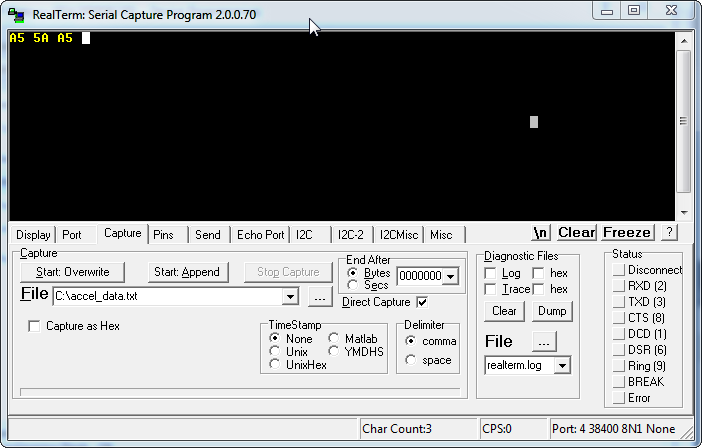 RealTerm: Serial Capture Program 2.0.0.70
A5 5A A5
Display Port Capture Pins Send Echo Port I2C I2C-2 I2CMisc Misc \n Clear Freeze ?
Capture
Start: Overwrite Start: Append Stop Capture
File C:\accel_data.txt ...
Capture as Hex
End After
Bytes 0000000
Secs
Direct Capture
TimeStamp
None Matlab
Unix YMDHS
UnixHex
Delimiter
comma
space
Diagnostic Files
Log hex
Trace hex
Clear Dump
File ...
realterm.log
Status
Disconnect
RXD (2)
TXD (3)
CTS (8)
DCD (1)
DSR (6)
Ring (9)
BREAK
Error
Char Count:3 CPS:0 Port: 4 38400 8N1 None